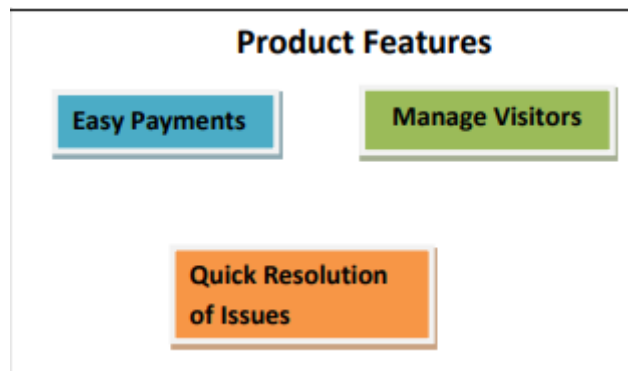 Product Features
Easy Payments
Manage Visitors
Quick Resolution
of Issues